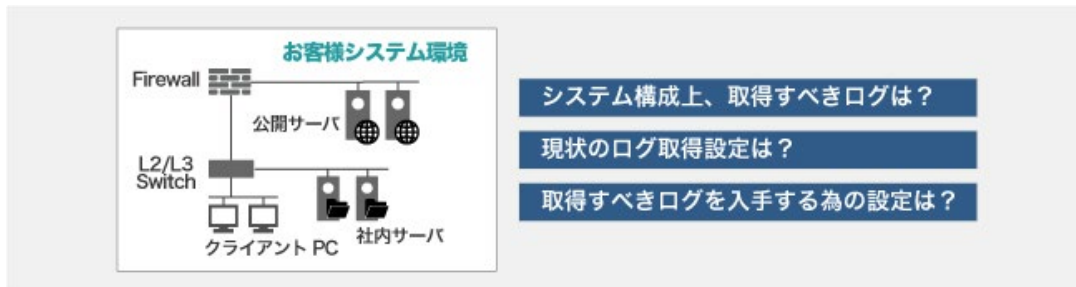 お客様システム環境
Firewall
公開サーバ
L2/L3
Switch
クライアント PC
社内サーバ
システム構成上、取得すべきログは？
現状のログ取得設定は？
取得すべきログを入手する為の設定は？